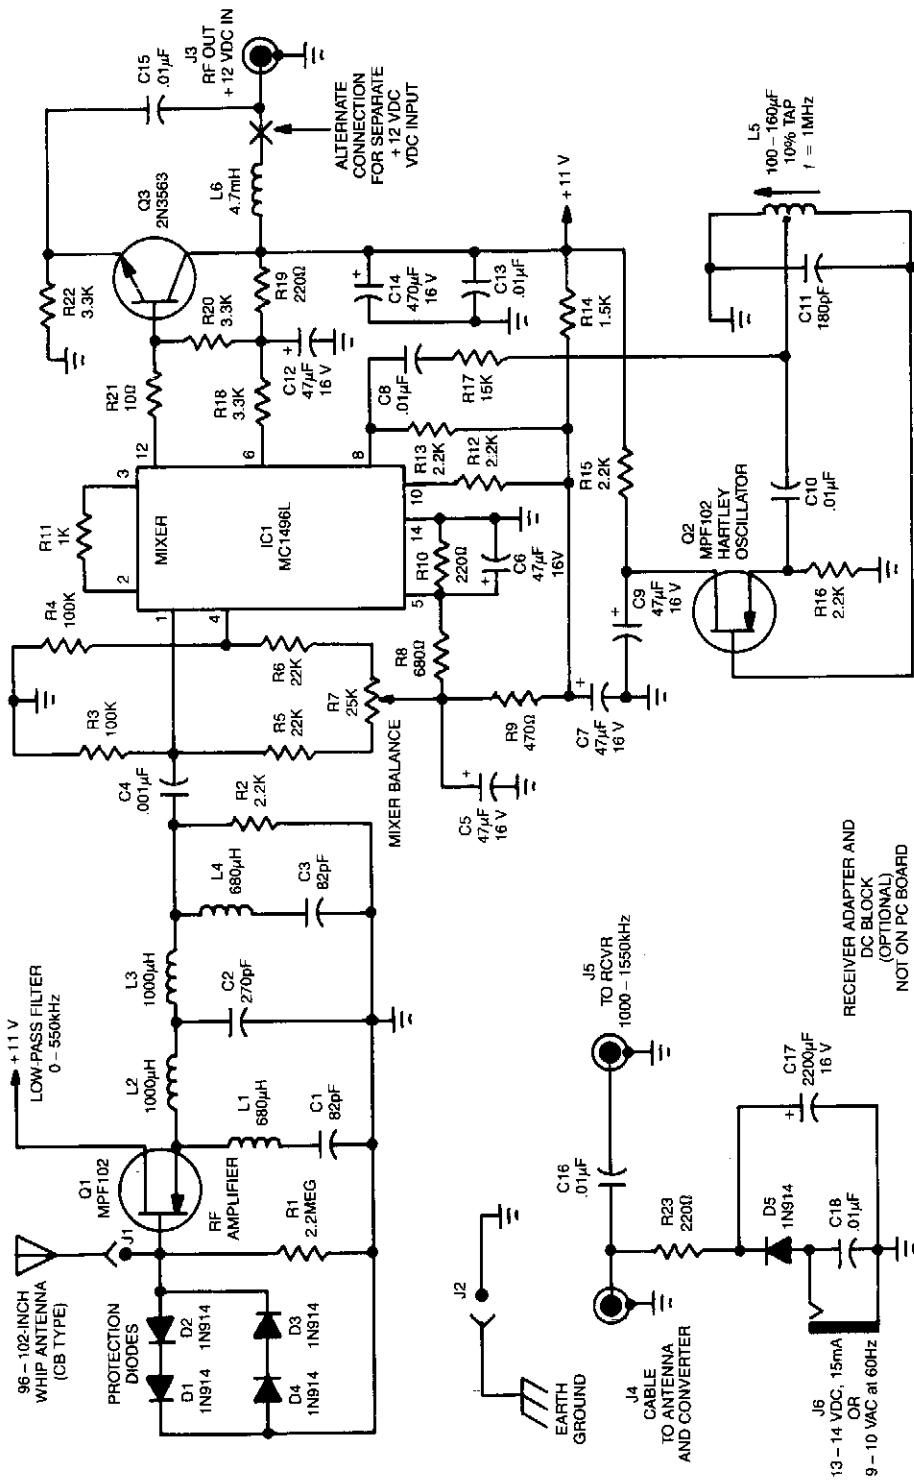 96–102-INCH
WHIP ANTENNA
(CB TYPE)
J1
PROTECTION
DIODES
D1
1N914
D2
1N914
D4
1N914
D3
1N914
Q1
MPF102
RF
AMPLIFIER
R1
2.2MEG
+11 V
LOW-PASS FILTER
0–550kHz
L1
680µH
C1
82pF
L2
1000µH
C2
270pF
L3
1000µH
L4
680µH
C3
82pF
R2
2.2K
C4
.001µF
R3
100K
R4
100K
R5
22K
R6
22K
R7
25K
MIXER BALANCE
R11
1K
2
3
1
4
5
14
10
8
6
12
MIXER
IC1
MC1496L
R8
680Ω
R10
220Ω
+
C6
47µF
16V
+
C5
47µF
16 V
R9
470Ω
+
C7
47µF
16 V
R21
10Ω
R18
3.3K
R20
3.3K
R22
3.3K
Q3
2N3563
C15
.01µF
J3
RF OUT
+12 VDC IN
ALTERNATE
CONNECTION
FOR SEPARATE
+12 VDC
VDC INPUT
L6
4.7mH
R19
220Ω
+
C12
47µF
16 V
+
C14
470µF
16 V
C13
.01µF
+11 V
R14
1.5K
C8
.01µF
R17
15K
R13
2.2K
R12
2.2K
R15
2.2K
+
C9
47µF
16 V
Q2
MPF102
HARTLEY
OSCILLATOR
C10
.01µF
R16
2.2K
C11
180pF
L5
100–160µF
10% TAP
f = 1MHz
J2
EARTH
GROUND
J4
CABLE
TO ANTENNA
AND CONVERTER
C16
.01µF
J5
TO RCVR
1000–1550kHz
R23
220Ω
D5
1N914
C18
.01µF
+
C17
2200µF
16 V
J6
13–14 VDC, 15mA
OR
9–10 VAC at 60Hz
RECEIVER ADAPTER AND
DC BLOCK
(OPTIONAL)
NOT ON PC BOARD